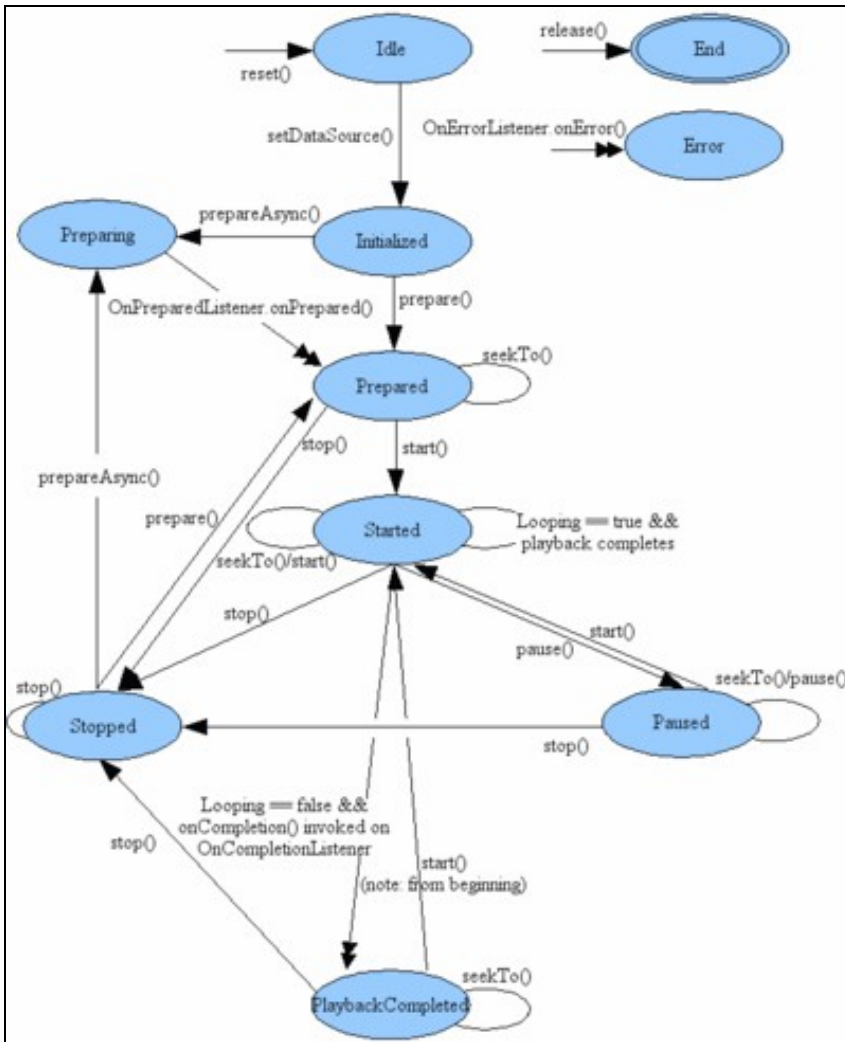 Idle
reset()
release()
End
setDataSource()
OnErrorListener.onError()
Error
prepareAsync()
Preparing
Initialized
OnPreparedListener.onPrepared()
prepare()
Prepared
seekTo()
stop()
start()
prepareAsync()
prepare()
Started
Looping == true &&
playback completes
seekTo()/start()
stop()
start()
pause()
stop()
Stopped
seekTo()/pause()
Paused
stop()
Looping == false &&
onCompletion() invoked on
OnCompletionListener
stop()
start()
(note: from beginning)
PlaybackCompleted
seekTo()